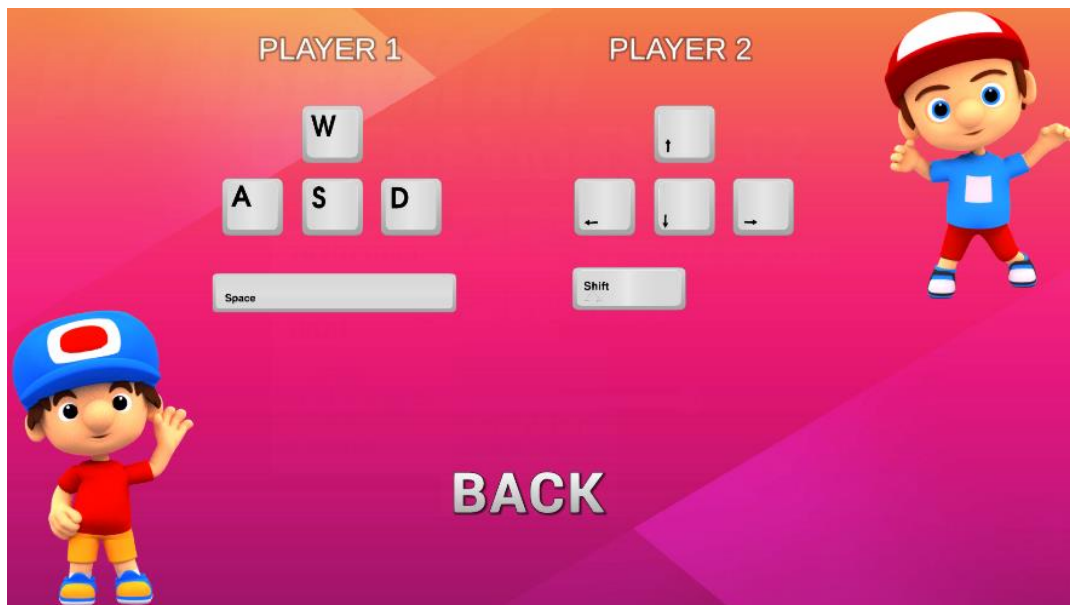 PLAYER 1 PLAYER 2
W ↑
A S D ← ↓ →
Space Shift
BACK